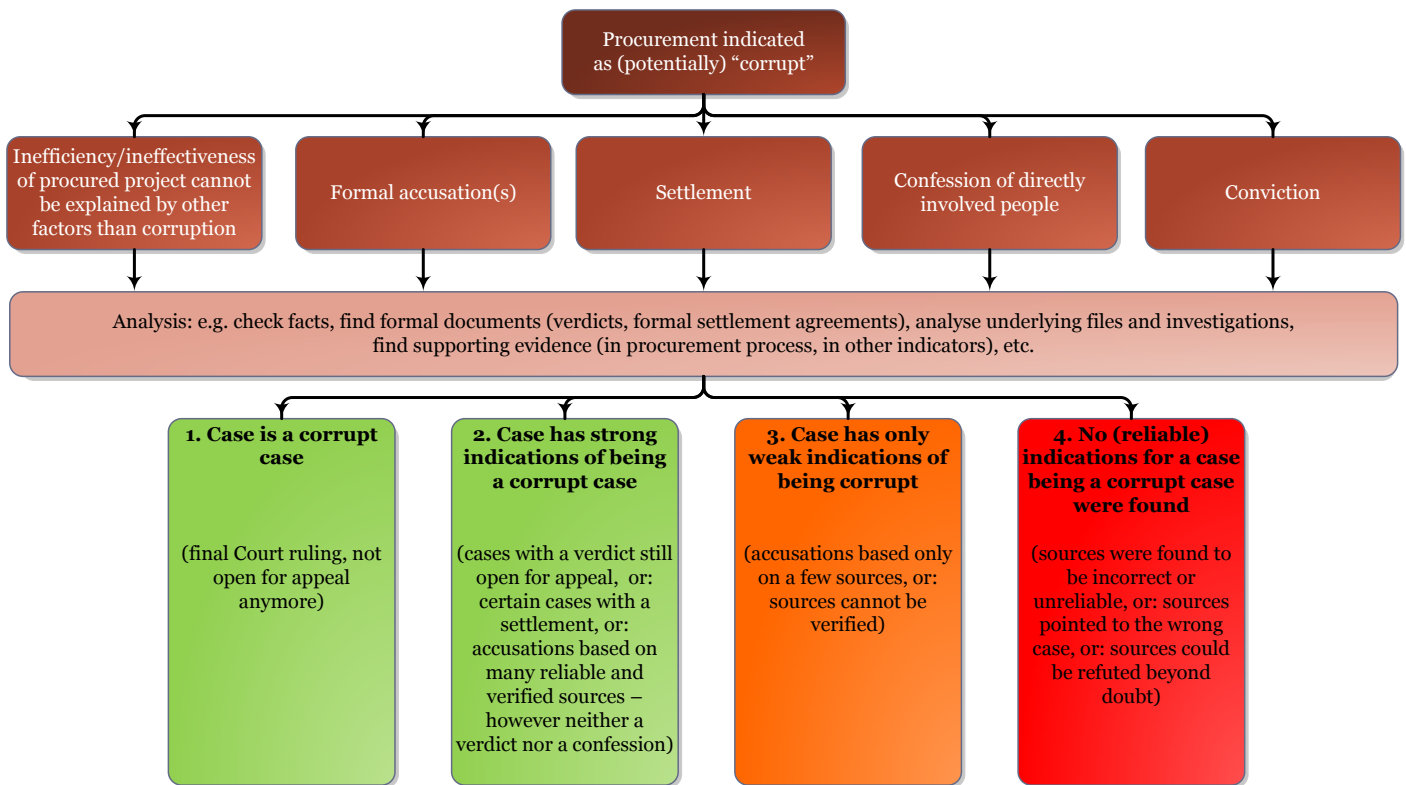 Procurement indicated
as (potentially) “corrupt”
Inefficiency/ineffectiveness
of procured project cannot
be explained by other
factors than corruption
Formal accusation(s)
Settlement
Confession of directly
involved people
Conviction
Analysis: e.g. check facts, find formal documents (verdicts, formal settlement agreements), analyse underlying files and investigations,
find supporting evidence (in procurement process, in other indicators), etc.
1. Case is a corrupt
case
(final Court ruling, not
open for appeal
anymore)
2. Case has strong
indications of being
a corrupt case
(cases with a verdict still
open for appeal, or:
certain cases with a
settlement, or:
accusations based on
many reliable and
verified sources –
however neither a
verdict nor a confession)
3. Case has only
weak indications of
being corrupt
(accusations based only
on a few sources, or:
sources cannot be
verified)
4. No (reliable)
indications for a case
being a corrupt case
were found
(sources were found to
be incorrect or
unreliable, or: sources
pointed to the wrong
case, or: sources could
be refuted beyond
doubt)